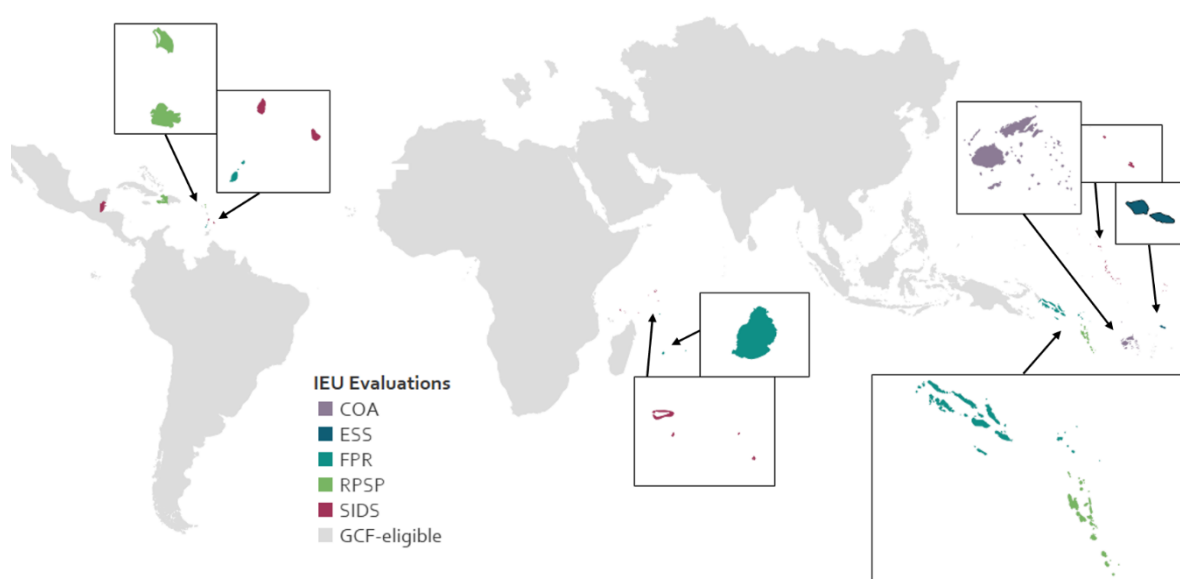 IEU Evaluations
COA
ESS
FPR
RPSP
SIDS
GCF-eligible